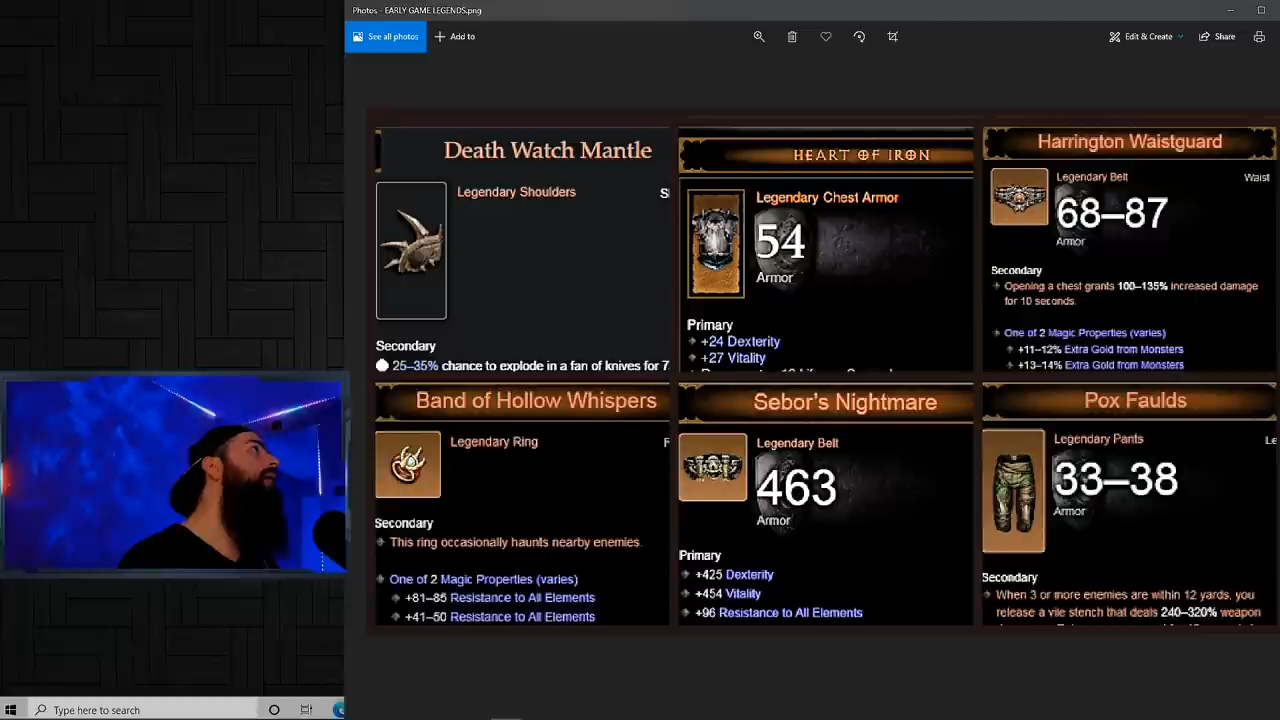 Photos - EARLY GAME LEGENDS.png
See all photos
Add to
Edit & Create
Share
Death Watch Mantle
Legendary Shoulders
Secondary
25–35% chance to explode in a fan of knives for 7
HEART OF IRON
Legendary Chest Armor
54
Armor
Primary
+24 Dexterity
+27 Vitality
Harrington Waistguard
Legendary Belt
Waist
68–87
Armor
Secondary
Opening a chest grants 100–135% increased damage
for 10 seconds.
One of 2 Magic Properties (varies)
+11–12% Extra Gold from Monsters
+13–14% Extra Gold from Monsters
Band of Hollow Whispers
Legendary Ring
Secondary
This ring occasionally haunts nearby enemies.
One of 2 Magic Properties (varies)
+81–85 Resistance to All Elements
+41–50 Resistance to All Elements
Sebor's Nightmare
Legendary Belt
463
Armor
Primary
+425 Dexterity
+454 Vitality
+96 Resistance to All Elements
Pox Faulds
Legendary Pants
Le
33–38
Armor
Secondary
When 3 or more enemies are within 12 yards, you
release a vile stench that deals 240–320% weapon
Type here to search